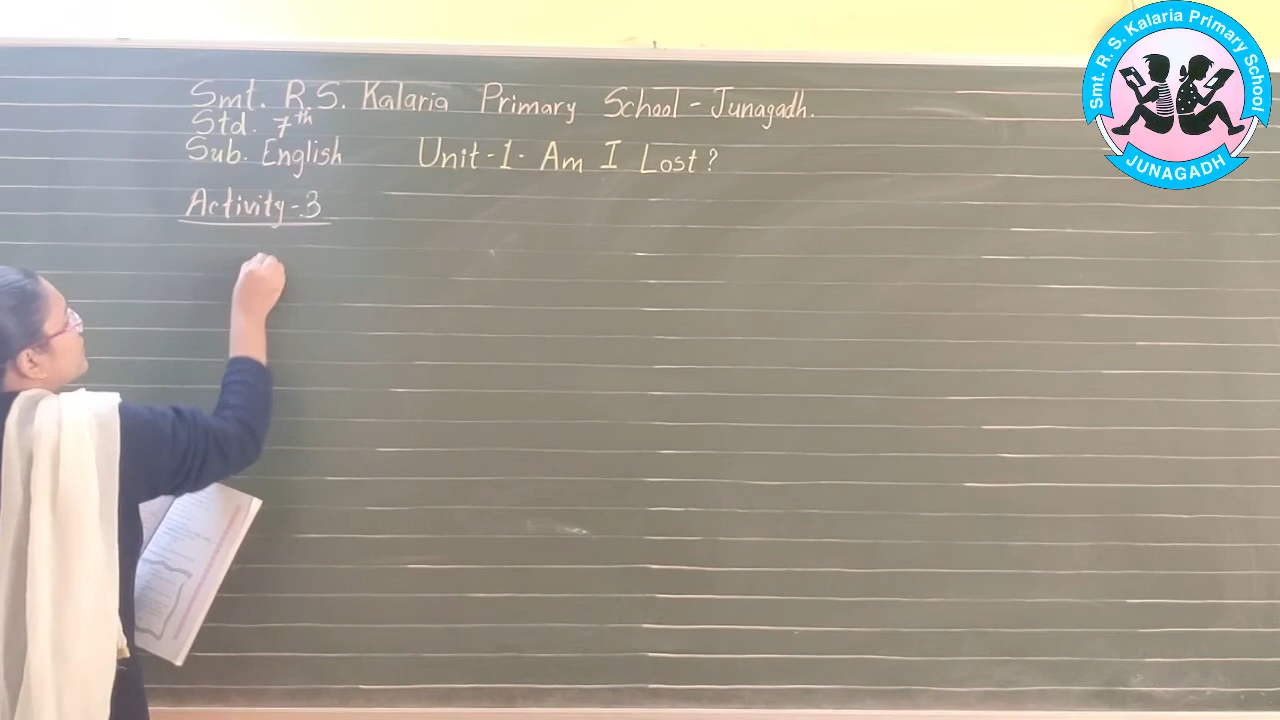 Smt. R.S. Kalaria Primary School - Junagadh.
Std. 7th
Sub. English Unit-1. Am I Lost?
Activity-3
Smt. R. S. Kalaria Primary School
JUNAGADH